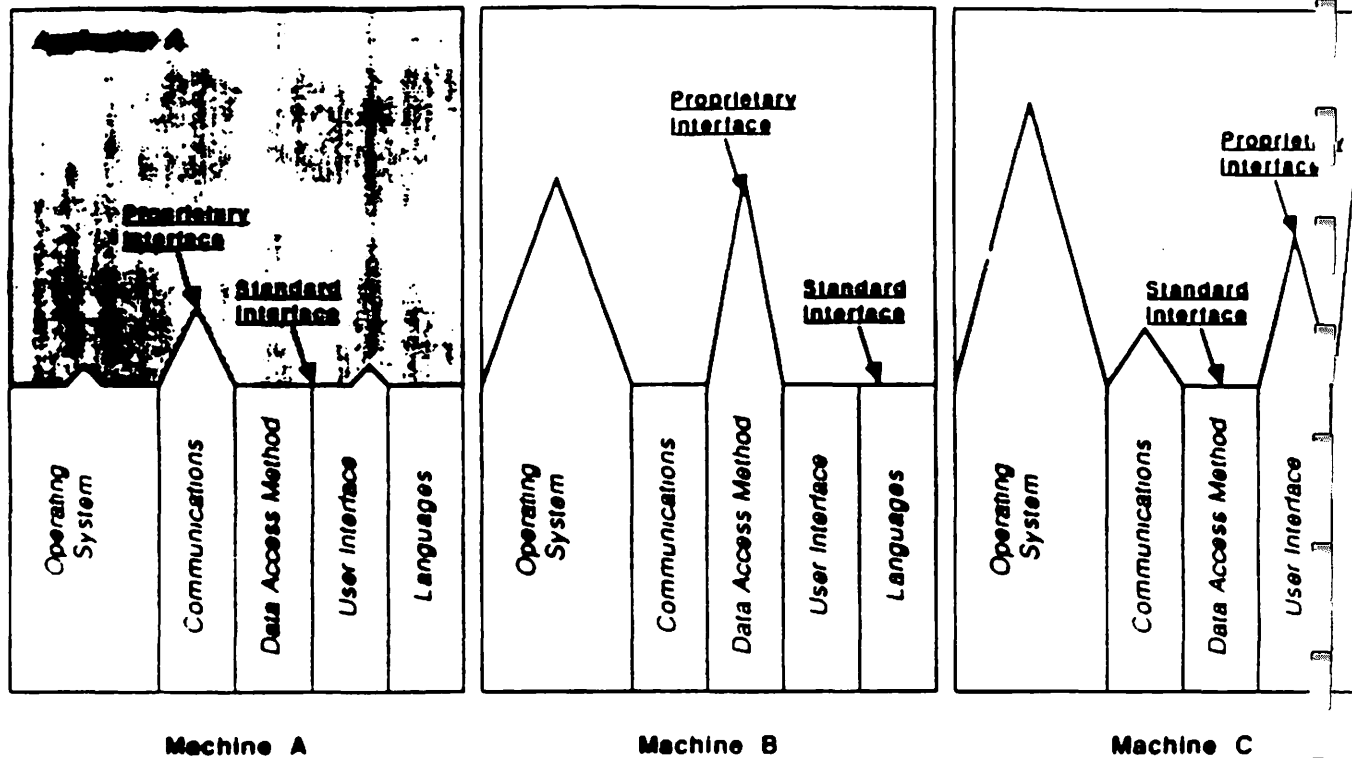 Application A
Proprietary
Interface
Standard
Interface
Operating
System
Communications
Data Access Method
User Interface
Languages
Machine A
Proprietary
Interface
Standard
Interface
Operating
System
Communications
Data Access Method
User Interface
Languages
Machine B
Interface
Standard
Interface
Operating
System
Communications
Data Access Method
User Interface
Machine C